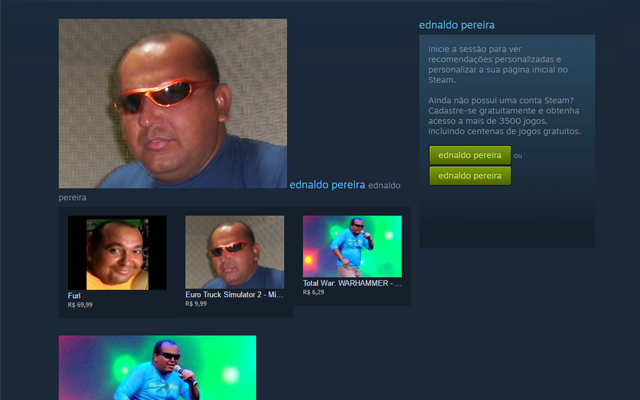 ednaldo pereira
Inicie a sessão para ver
recomendações personalizadas e
personalizar a sua página inicial no
Steam.
Ainda não possui uma conta Steam?
Cadastre-se gratuitamente e obtenha
acesso a mais de 3500 jogos,
incluindo centenas de jogos gratuitos.
ednaldo pereira ou
ednaldo pereira
ednaldo pereira ednaldo
pereira
Furi
R$ 69,99
Euro Truck Simulator 2 - Mi...
R$ 9,99
Total War: WARHAMMER - ...
R$ 6,29